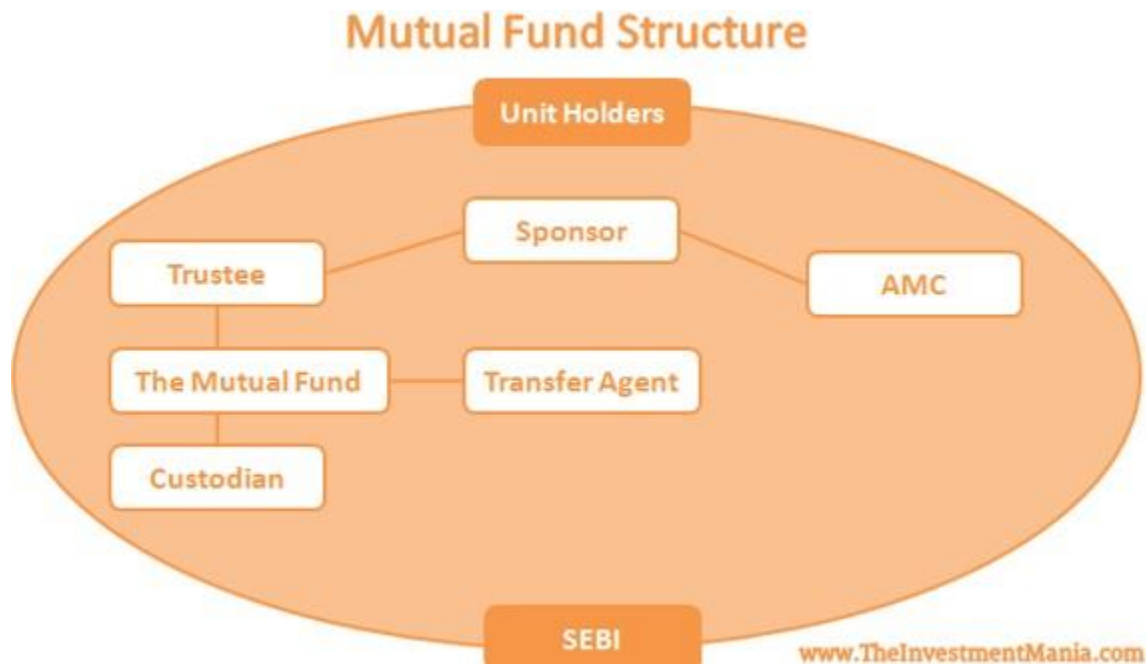 Mutual Fund Structure
Unit Holders
Sponsor
Trustee
AMC
The Mutual Fund
Transfer Agent
Custodian
SEBI
www.TheInvestmentMania.com